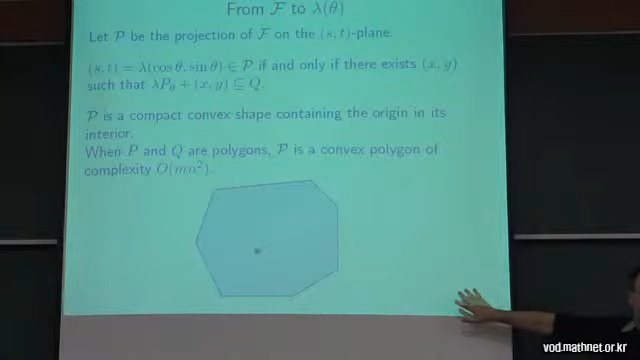 From F to λ(θ)
Let P be the projection of F on the (s, t)-plane.
(s, t) = λ(cos θ, sin θ) ∈ P if and only if there exists (x, y)
such that λP_θ + (x, y) ⊆ Q.
P is a compact convex shape containing the origin in its
interior.
When P and Q are polygons, P is a convex polygon of
complexity O(mn²).
vod.mathnet.or.kr